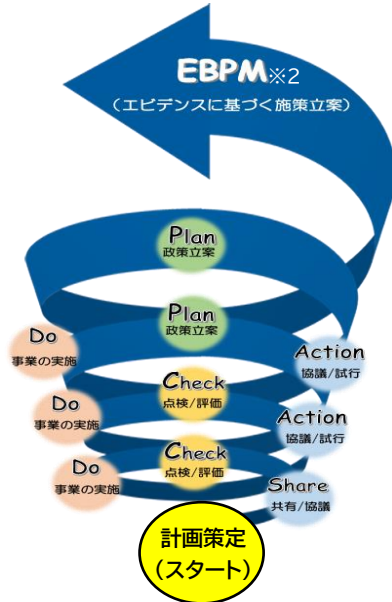 EBPM※2
(エビデンスに基づく施策立案)
Plan
政策立案
Plan
政策立案
Do
事業の実施
Action
協議/試行
Check
点検/評価
Do
事業の実施
Action
協議/試行
Check
点検/評価
Do
事業の実施
Share
共有/協議
計画策定
(スタート)